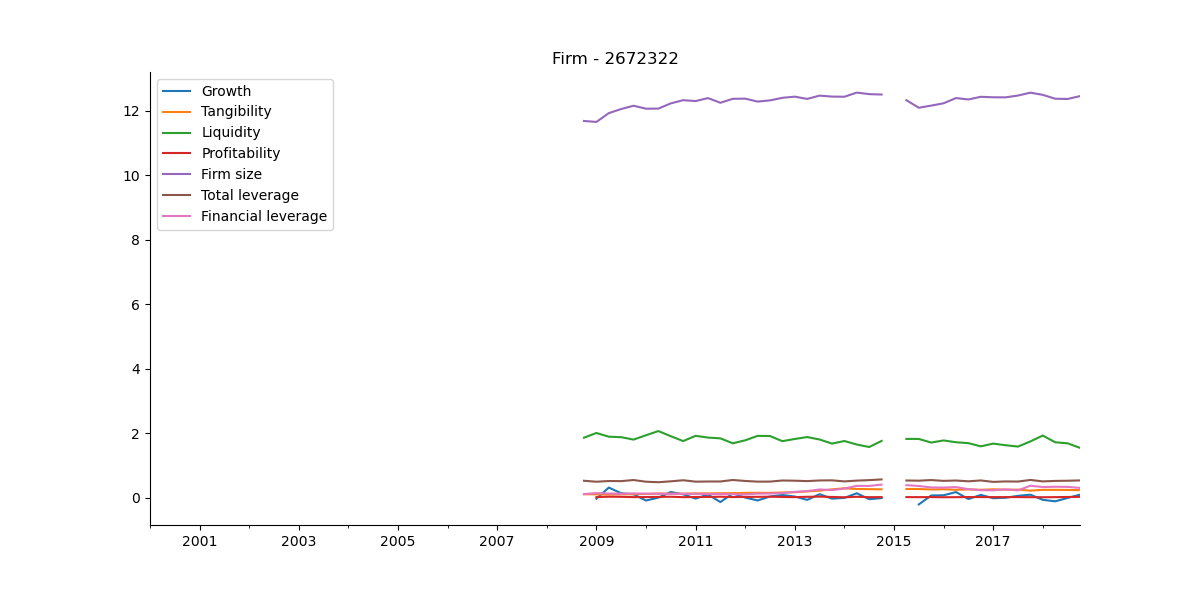 Firm - 2672322
Growth
Tangibility
Liquidity
Profitability
Firm size
Total leverage
Financial leverage
12
10
8
6
4
2
0
2001 2003 2005 2007 2009 2011 2013 2015 2017